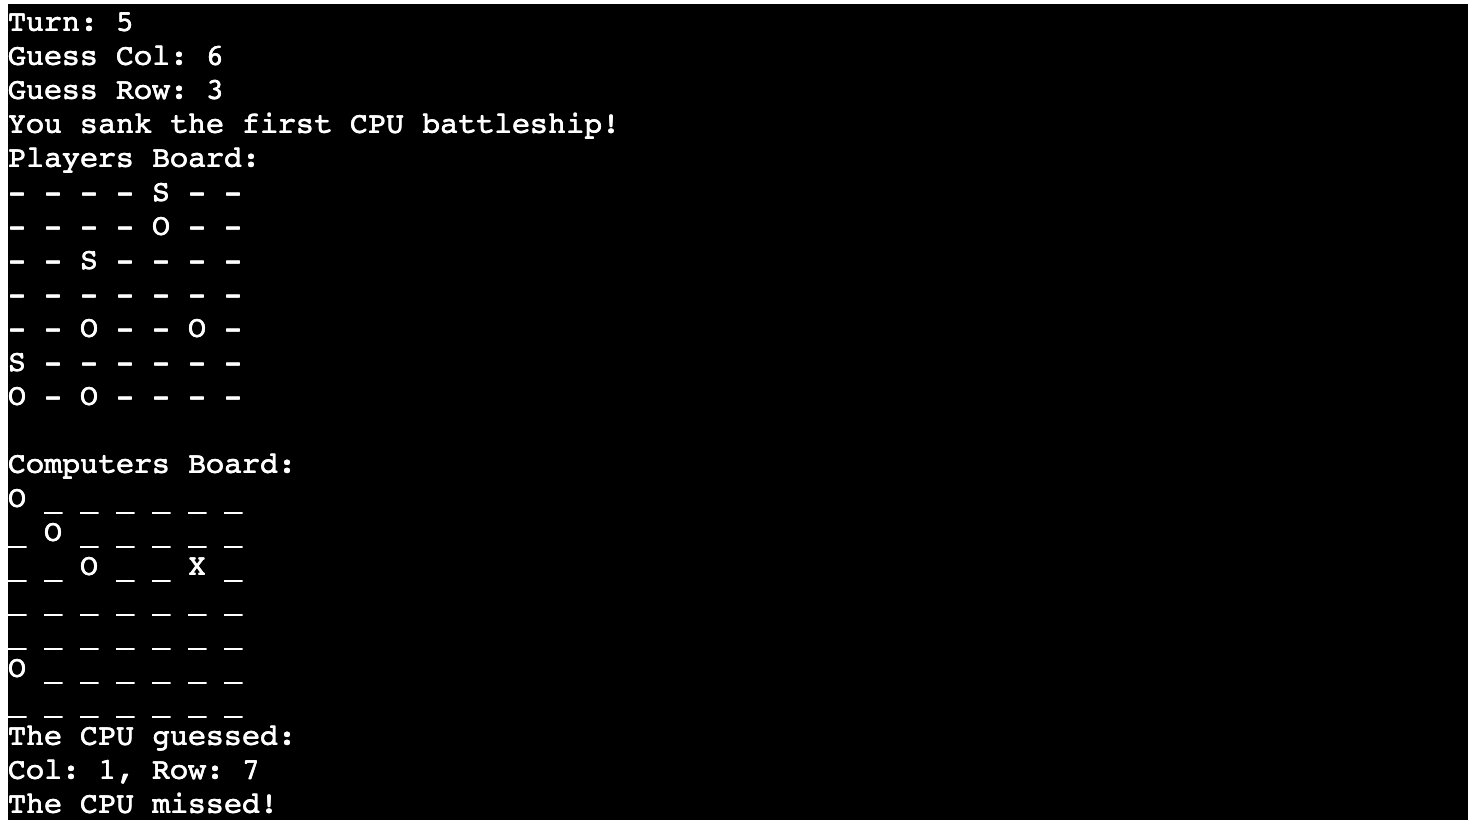 Turn: 5
Guess Col: 6
Guess Row: 3
You sank the first CPU battleship!
Players Board:
- - - - S - -
- - - - O - -
- - S - - - -
- - - - - - -
- - O - - O -
S - - - - - -
O - O - - - -
Computers Board:
O _ _ _ _ _ _
_ O _ _ _ _ _
_ _ O _ _ X _
_ _ _ _ _ _ _
_ _ _ _ _ _ _
O _ _ _ _ _ _
_ _ _ _ _ _ _
The CPU guessed:
Col: 1, Row: 7
The CPU missed!